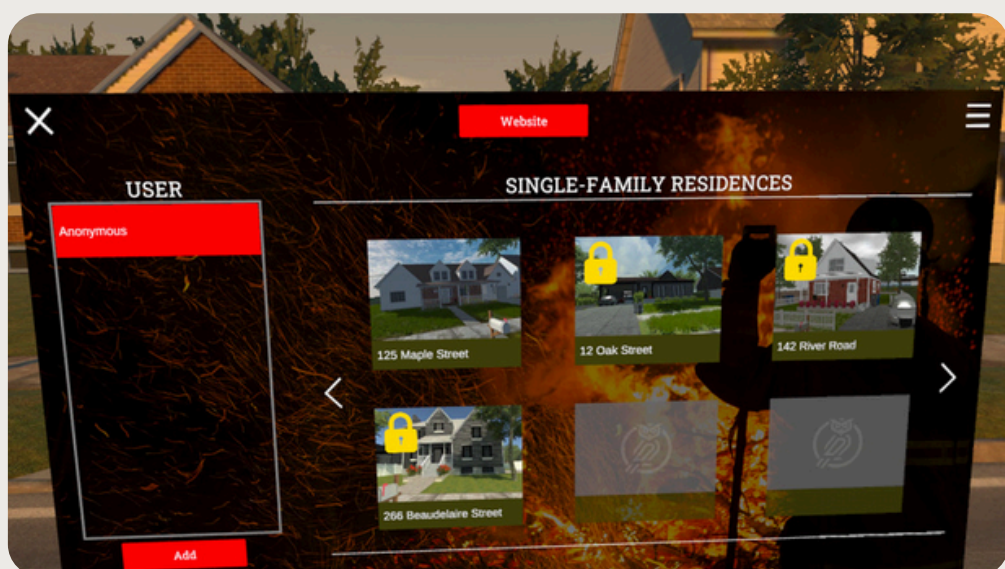 Website
USER
SINGLE-FAMILY RESIDENCES
Anonymous
125 Maple Street
12 Oak Street
142 River Road
266 Beaudelaire Street
Add